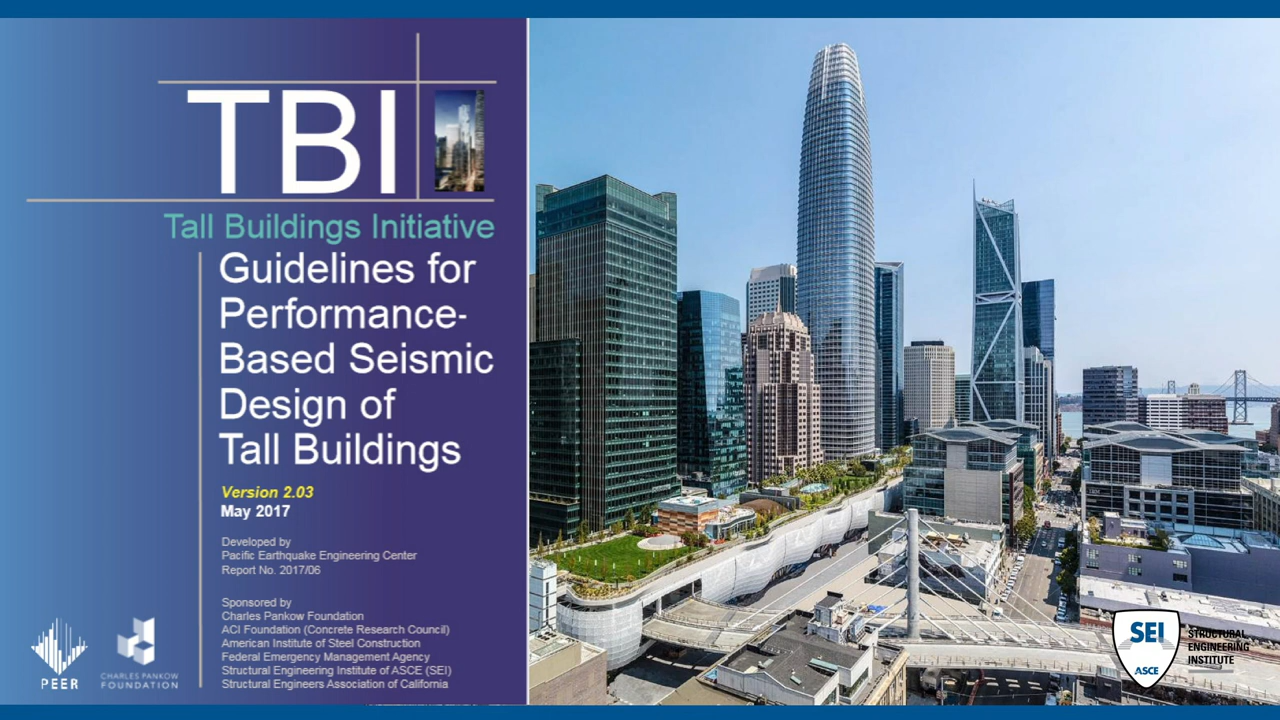 TBI
Tall Buildings Initiative
Guidelines for
Performance-
Based Seismic
Design of
Tall Buildings
Version 2.03
May 2017
Developed by
Pacific Earthquake Engineering Center
Report No. 2017/06
Sponsored by
Charles Pankow Foundation
ACI Foundation (Concrete Research Council)
American Institute of Steel Construction
Federal Emergency Management Agency
Structural Engineering Institute of ASCE (SEI)
Structural Engineers Association of California
PEER
CHARLES PANKOW
FOUNDATION
SEI
ASCE
STRUCTURAL
ENGINEERING
INSTITUTE